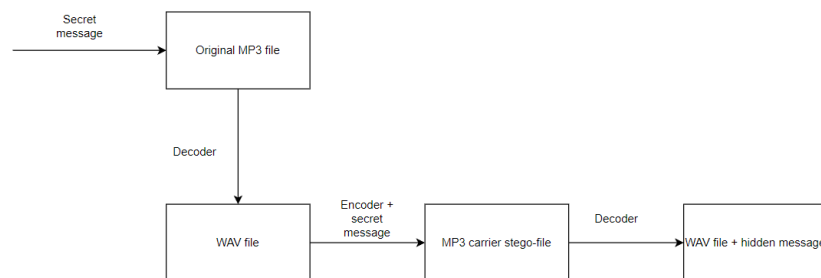 Secret
message
Original MP3 file
Decoder
WAV file
Encoder +
secret
message
MP3 carrier stego-file
Decoder
WAV file + hidden message